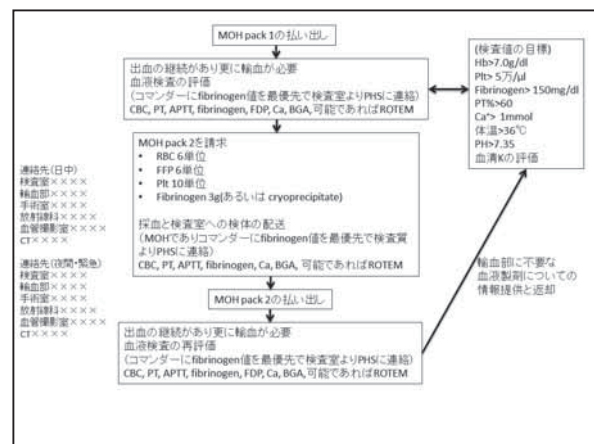 MOH pack 1の払い出し
出血の継続があり更に輸血が必要
血液検査の評価
(コマンダーにfibrinogen値を最優先で検査室よりPHSに連絡)
CBC, PT, APTT, fibrinogen, FDP, Ca, BGA, 可能であればROTEM
(検査値の目標)
Hb>7.0g/dl
Plt> 5万/μl
Fibrinogen> 150mg/dl
PT%>60
Ca⁺> 1mmol
体温>36℃
PH>7.35
血清Kの評価
MOH pack 2を請求
• RBC 6単位
• FFP 6単位
• Plt 10単位
• Fibrinogen 3g(あるいは cryoprecipitate)
採血と検査室への検体の配送
(MOHでありコマンダーにfibrinogen値を最優先で検査質
よりPHSに連絡)
CBC, PT, APTT, fibrinogen, Ca, BGA, 可能であればROTEM
連絡先(日中)
検査室××××
輸血部××××
手術室××××
放射線科××××
血管撮影室××××
CT××××
連絡先(夜間・緊急)
検査室××××
輸血部××××
手術室××××
放射線科××××
血管撮影室××××
CT××××
輸血部に不要な
血液製剤についての
情報提供と返却
MOH pack 2の払い出し
出血の継続があり更に輸血が必要
血液検査の再評価
(コマンダーにfibrinogen値を最優先で検査室よりPHSに連絡)
CBC, PT, APTT, fibrinogen, FDP, Ca, BGA, 可能であればROTEM